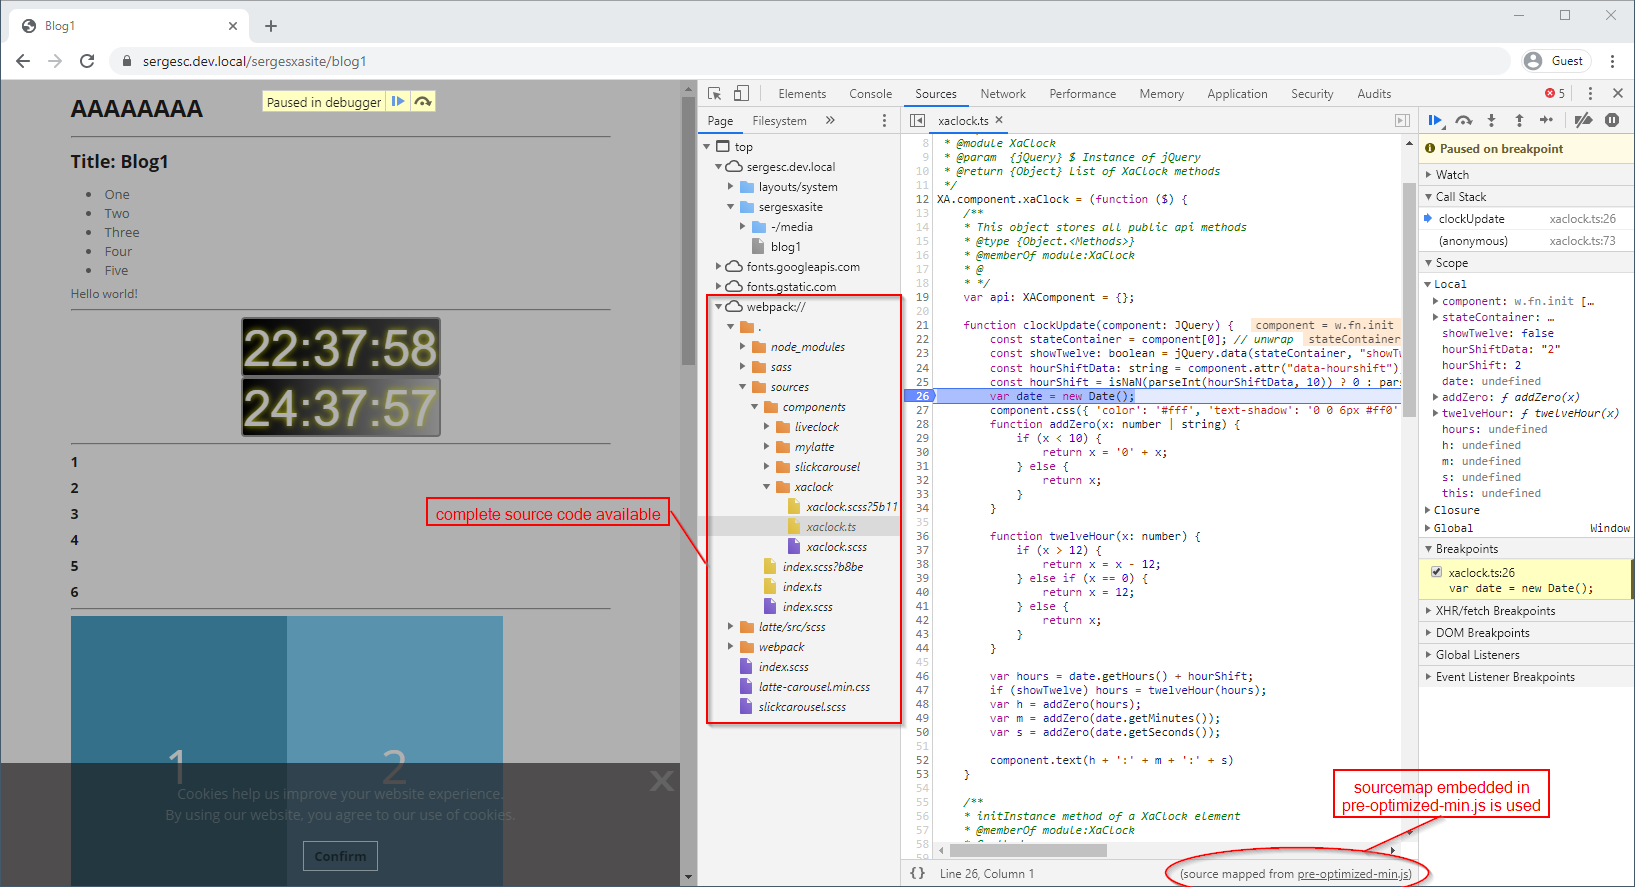 Blog1
sergesc.dev.local/sergesxasite/blog1
Guest
AAAAAAAA
Paused in debugger
Title: Blog1
One
Two
Three
Four
Five
Hello world!
22:37:58
24:37:57
1
2
3
4
5
6
1
2
X
Cookies help us improve your website experience.
By using our website, you agree to our use of cookies.
Confirm
complete source code available
Elements Console Sources Network Performance Memory Application Security Audits 5
Page Filesystem
top
sergesc.dev.local
layouts/system
sergesxasite
-/media
blog1
fonts.googleapis.com
fonts.gstatic.com
webpack://
.
node_modules
sass
sources
components
liveclock
mylatte
slickcarousel
xaclock
xaclock.scss?5b11
xaclock.ts
xaclock.scss
index.scss?b8be
index.ts
index.scss
latte/src/scss
webpack
index.scss
latte-carousel.min.css
slickcarousel.scss
xaclock.ts
8 * @module XaClock
9 * @param {jQuery} $ Instance of jQuery
10 * @return {Object} List of XaClock methods
11 */
12 XA.component.xaClock = (function ($) {
13 /**
14 * This object stores all public api methods
15 * @type {Object.<Methods>}
16 * @memberOf module:XaClock
17 * @
18 * */
19 var api: XAComponent = {};
20
21 function clockUpdate(component: JQuery) { component = w.fn.init
22 const stateContainer = component[0]; // unwrap stateContainer
23 const showTwelve: boolean = jQuery.data(stateContainer, "showTw
24 const hourShiftData: string = component.attr("data-hourshift")
25 const hourShift = isNaN(parseInt(hourShiftData, 10)) ? 0 : pars
26 var date = new Date();
27 component.css({ 'color': '#fff', 'text-shadow': '0 0 6px #ff0'
28 function addZero(x: number | string) {
29 if (x < 10) {
30 return x = '0' + x;
31 } else {
32 return x;
33 }
34 }
35
36 function twelveHour(x: number) {
37 if (x > 12) {
38 return x = x - 12;
39 } else if (x == 0) {
40 return x = 12;
41 } else {
42 return x;
43 }
44 }
45
46 var hours = date.getHours() + hourShift;
47 if (showTwelve) hours = twelveHour(hours);
48 var h = addZero(hours);
49 var m = addZero(date.getMinutes());
50 var s = addZero(date.getSeconds());
51
52 component.text(h + ':' + m + ':' + s)
53 }
54
55 /**
56 * initInstance method of a XaClock element
57 * @memberOf module:XaClock
58
59
{} Line 26, Column 1
(source mapped from pre-optimized-min.js)
sourcemap embedded in
pre-optimized-min.js is used
Paused on breakpoint
Watch
Call Stack
clockUpdate xaclock.ts:26
(anonymous) xaclock.ts:73
Scope
Local
component: w.fn.init […
stateContainer: …
showTwelve: false
hourShiftData: "2"
hourShift: 2
date: undefined
addZero: ƒ addZero(x)
twelveHour: ƒ twelveHour(x)
hours: undefined
h: undefined
m: undefined
s: undefined
this: undefined
Closure
Global Window
Breakpoints
xaclock.ts:26
var date = new Date();
XHR/fetch Breakpoints
DOM Breakpoints
Global Listeners
Event Listener Breakpoints